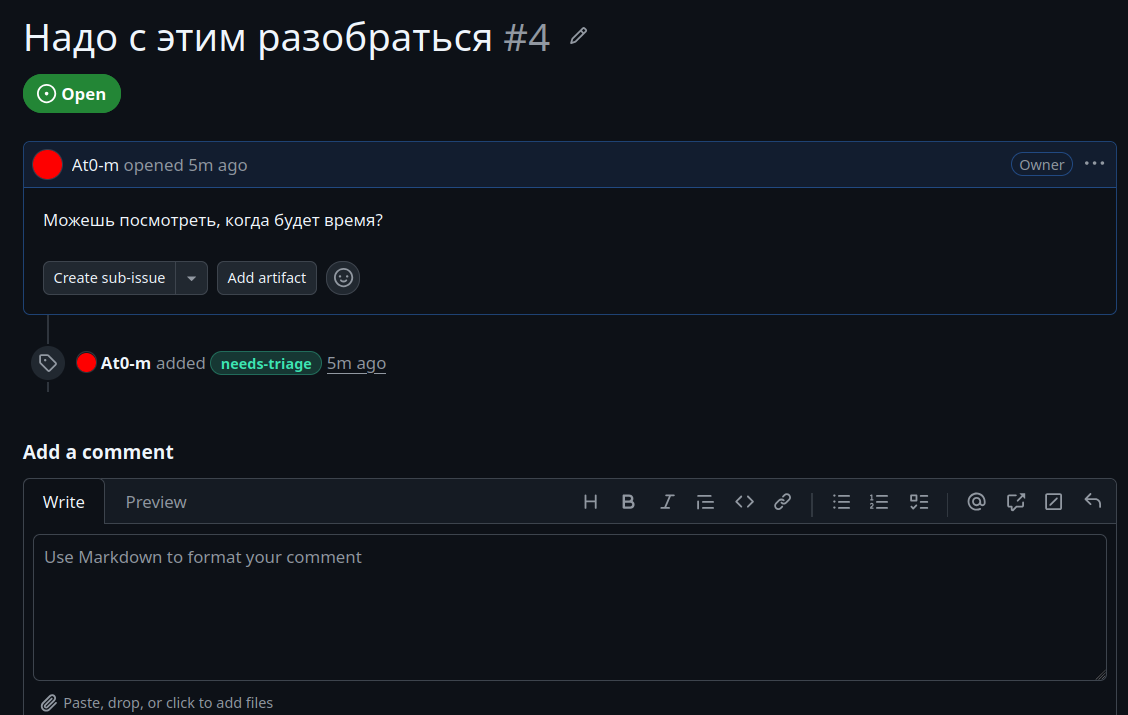 Надо с этим разобраться #4
Open
At0-m opened 5m ago
Owner
Можешь посмотреть, когда будет время?
Create sub-issue
Add artifact
At0-m added needs-triage 5m ago
Add a comment
Write
Preview
Use Markdown to format your comment
Paste, drop, or click to add files